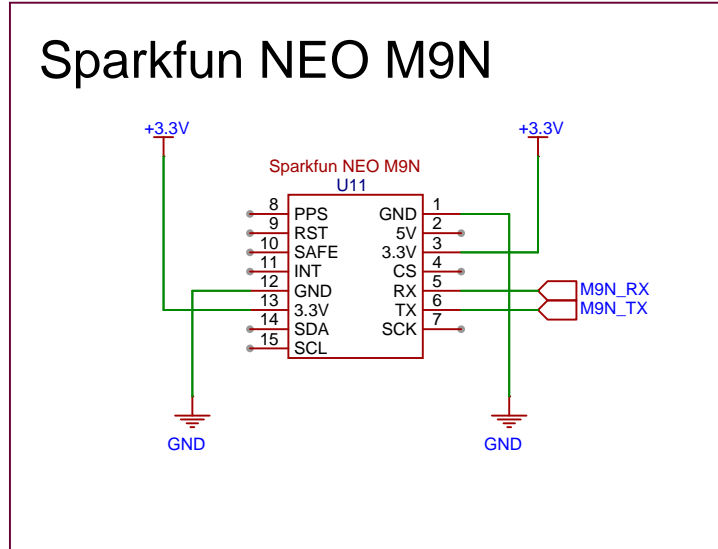 Sparkfun NEO M9N
+3.3V
+3.3V
Sparkfun NEO M9N
U11
8 PPS GND 1
9 RST 5V 2
10 SAFE 3.3V 3
11 INT CS 4
12 GND RX 5 M9N_RX
13 3.3V TX 6 M9N_TX
14 SDA SCK 7
15 SCL
GND
GND